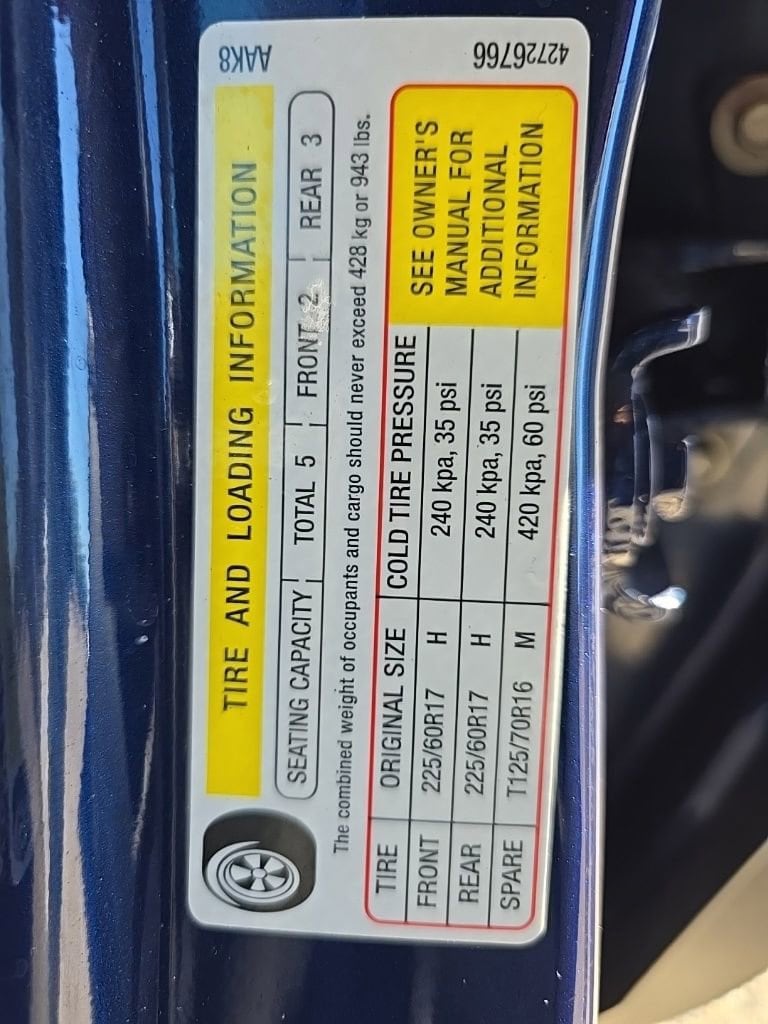 TIRE AND LOADING INFORMATION
AAK8
SEATING CAPACITY TOTAL 5 FRONT 2 REAR 3
The combined weight of occupants and cargo should never exceed 428 kg or 943 lbs.
TIRE ORIGINAL SIZE COLD TIRE PRESSURE
FRONT 225/60R17 H 240 kpa, 35 psi
REAR 225/60R17 H 240 kpa, 35 psi
SPARE T125/70R16 M 420 kpa, 60 psi
SEE OWNER'S
MANUAL FOR
ADDITIONAL
INFORMATION
42726766